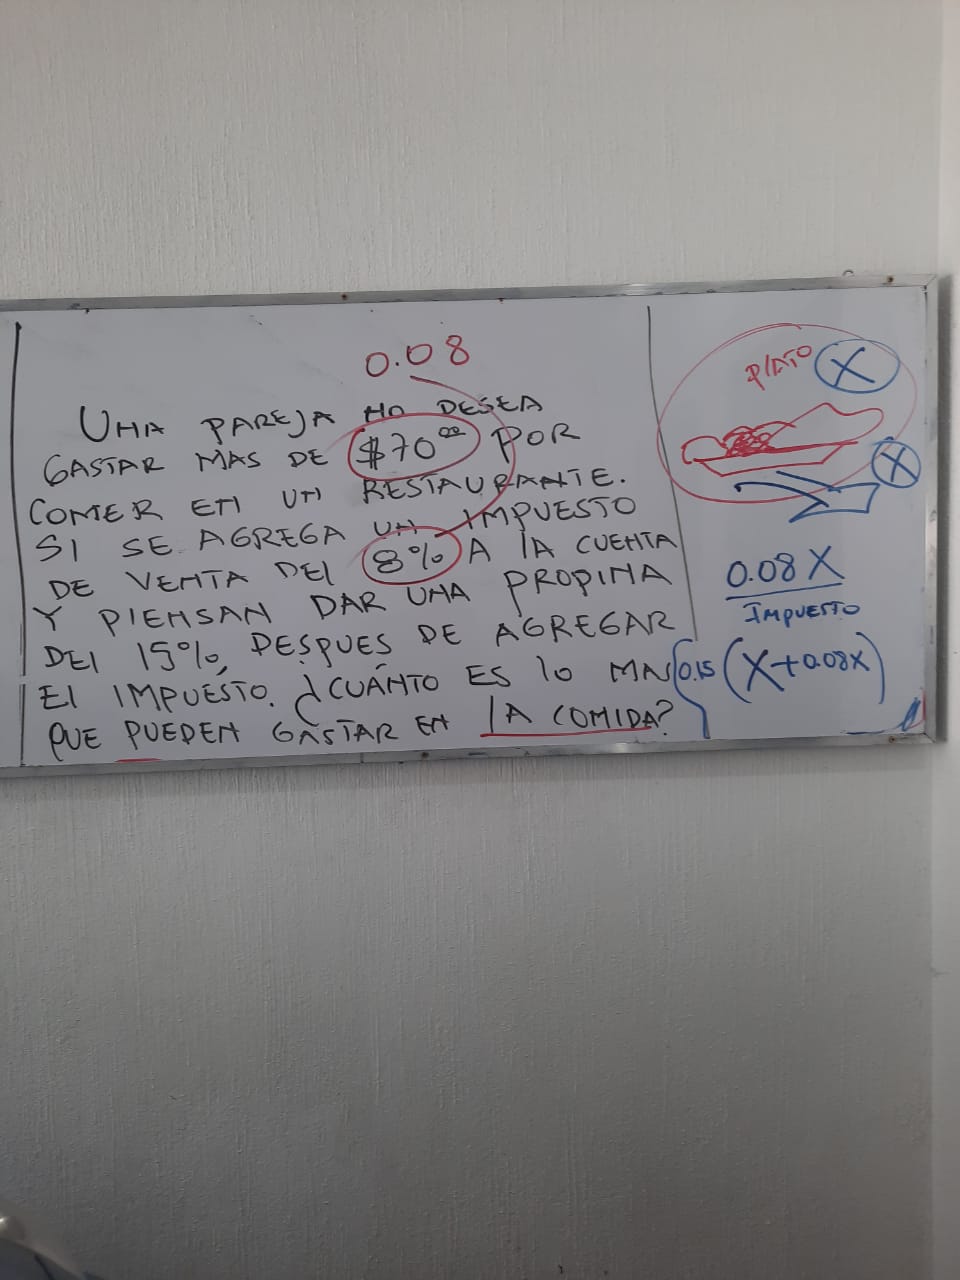 0.08
UNA PAREJA NO DESEA
GASTAR MAS DE $70.00 POR
COMER EN UN RESTAURANTE.
SI SE AGREGA UN IMPUESTO
DE VENTA DEL 8% A LA CUENTA
Y PIENSAN DAR UNA PROPINA
DEL 15% DESPUES DE AGREGAR
EL IMPUESTO. ¿CUÁNTO ES LO MAS
QUE PUEDEN GASTAR EN LA COMIDA?
PLATO X
X
0.08X
IMPUESTO
0.15 (X+0.08X)